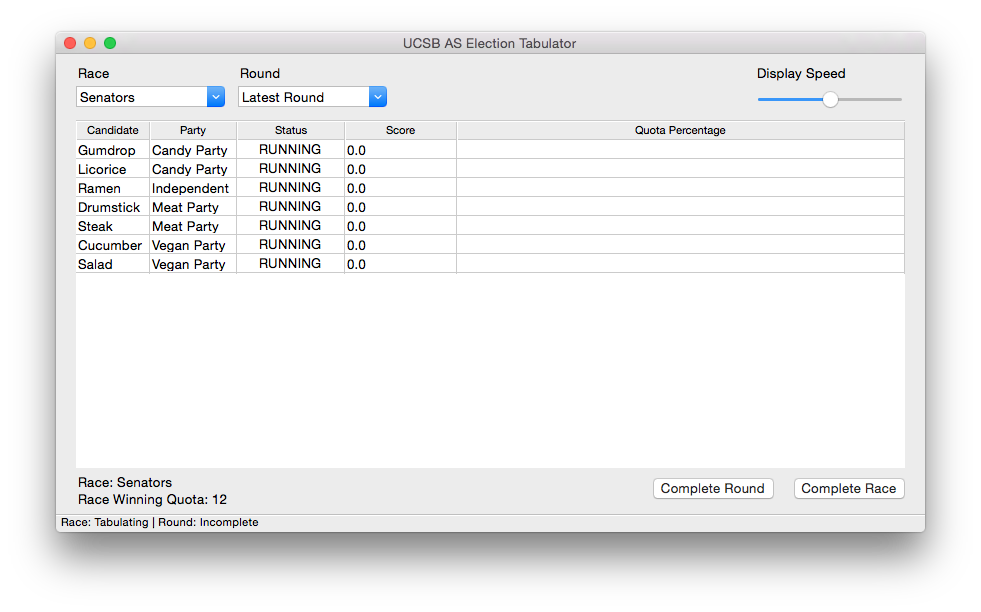 UCSB AS Election Tabulator
Race Round Display Speed
Senators Latest Round
Candidate Party Status Score Quota Percentage
Gumdrop Candy Party RUNNING 0.0
Licorice Candy Party RUNNING 0.0
Ramen Independent RUNNING 0.0
Drumstick Meat Party RUNNING 0.0
Steak Meat Party RUNNING 0.0
Cucumber Vegan Party RUNNING 0.0
Salad Vegan Party RUNNING 0.0
Race: Senators
Race Winning Quota: 12
Complete Round Complete Race
Race: Tabulating | Round: Incomplete